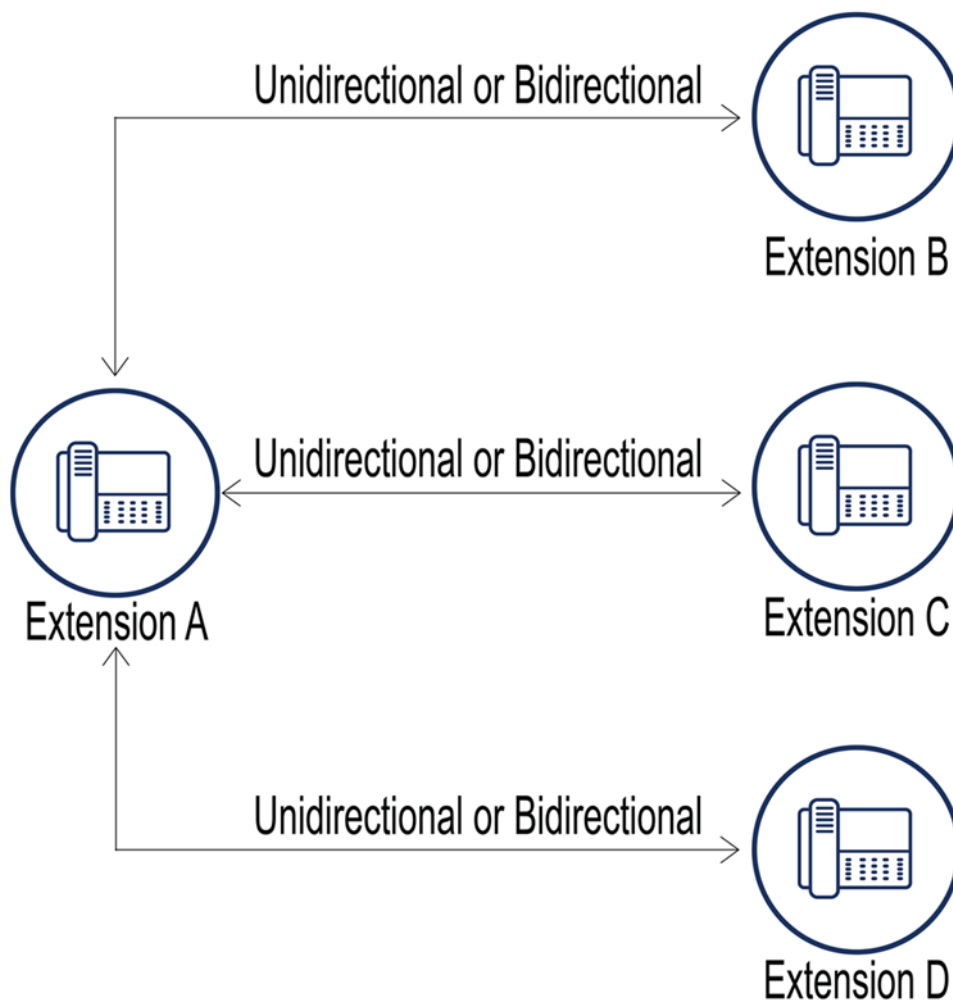 Unidirectional or Bidirectional
Extension B
Unidirectional or Bidirectional
Extension A
Extension C
Unidirectional or Bidirectional
Extension D